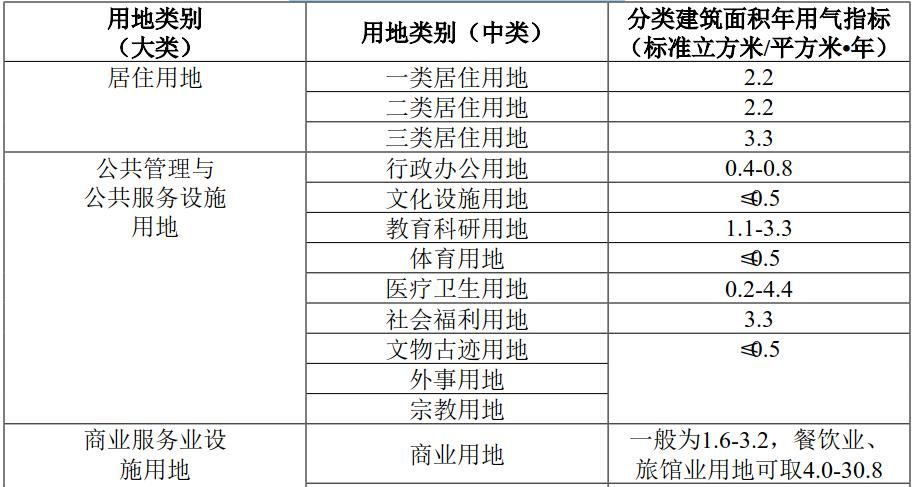 用地类别
（大类）
用地类别（中类）
分类建筑面积年用气指标
（标准立方米/平方米•年）
居住用地
一类居住用地
2.2
二类居住用地
2.2
三类居住用地
3.3
公共管理与
公共服务设施
用地
行政办公用地
0.4-0.8
文化设施用地
≤0.5
教育科研用地
1.1-3.3
体育用地
≤0.5
医疗卫生用地
0.2-4.4
社会福利用地
3.3
文物古迹用地
≤0.5
外事用地
宗教用地
商业服务业设
施用地
商业用地
一般为1.6-3.2，餐饮业、
旅馆业用地可取4.0-30.8